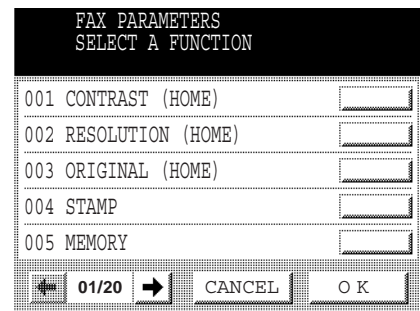 FAX PARAMETERS
SELECT A FUNCTION
001 CONTRAST (HOME)
002 RESOLUTION (HOME)
003 ORIGINAL (HOME)
004 STAMP
005 MEMORY
01/20 CANCEL O K